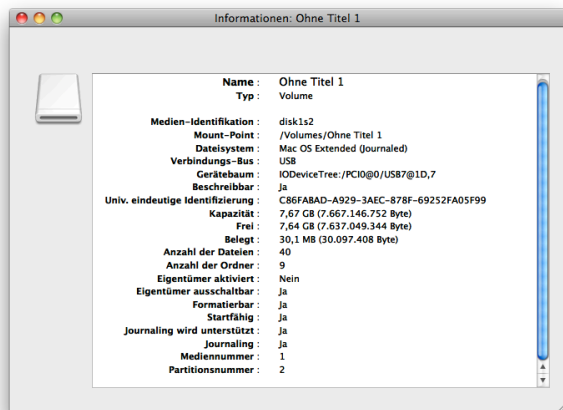 Informationen: Ohne Titel 1
Name : Ohne Titel 1
Typ : Volume
Medien-Identifikation : disk1s2
Mount-Point : /Volumes/Ohne Titel 1
Dateisystem : Mac OS Extended (Journaled)
Verbindungs-Bus : USB
Gerätebaum : IODeviceTree:/PCI0@0/USB7@1D,7
Beschreibbar : Ja
Univ. eindeutige Identifizierung : C86FABAD-A929-3AEC-878F-69252FA05F99
Kapazität : 7,67 GB (7.667.146.752 Byte)
Frei : 7,64 GB (7.637.049.344 Byte)
Belegt : 30,1 MB (30.097.408 Byte)
Anzahl der Dateien : 40
Anzahl der Ordner : 9
Eigentümer aktiviert : Nein
Eigentümer ausschaltbar : Ja
Formatierbar : Ja
Startfähig : Ja
Journaling wird unterstützt : Ja
Journaling : Ja
Mediennummer : 1
Partitionsnummer : 2